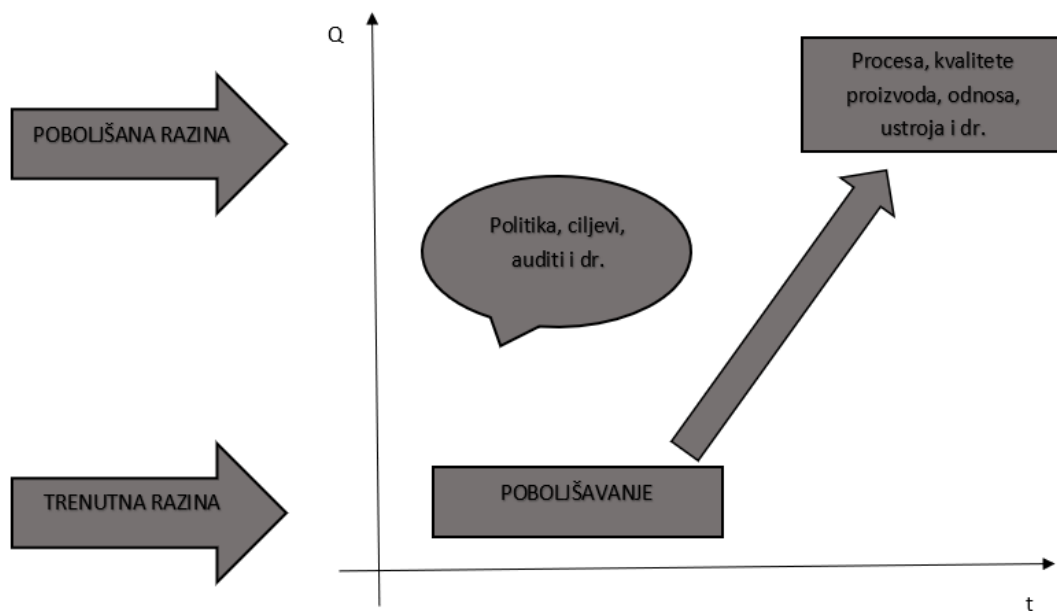 Q
Procesa, kvalitete
proizvoda, odnosa,
ustroja i dr.
POBOLJŠANA RAZINA
Politika, ciljevi,
auditi i dr.
TRENUTNA RAZINA
POBOLJŠAVANJE
t